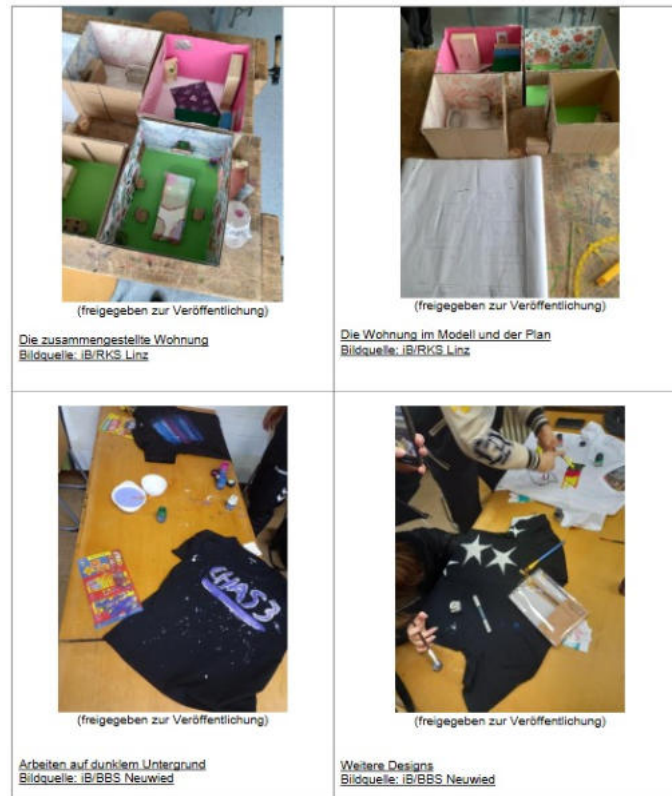 (freigegeben zur Veröffentlichung)
Die zusammengestellte Wohnung
Bildquelle: iB/RKS Linz
(freigegeben zur Veröffentlichung)
Die Wohnung im Modell und der Plan
Bildquelle: iB/RKS Linz
CHAS3
(freigegeben zur Veröffentlichung)
Arbeiten auf dunklem Untergrund
Bildquelle: iB/BBS Neuwied
(freigegeben zur Veröffentlichung)
Weitere Designs
Bildquelle: iB/BBS Neuwied